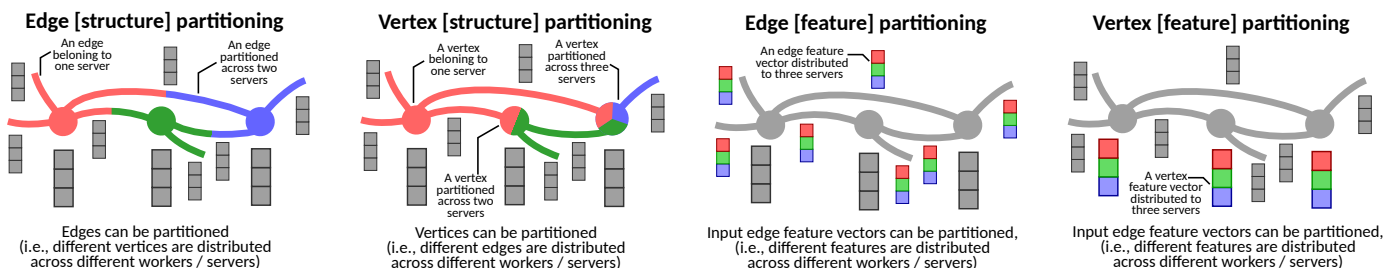 Edge [structure] partitioning
An edge
beloning to
one server
An edge
partitioned
across two
servers
Edges can be partitioned
(i.e., different vertices are distributed
across different workers / servers)
Vertex [structure] partitioning
A vertex
beloning to
one server
A vertex
partitioned
across three
servers
A vertex
partitioned
across two
servers
Vertices can be partitioned
(i.e., different edges are distributed
across different workers / servers)
Edge [feature] partitioning
An edge feature
vector distributed
to three servers
Input edge feature vectors can be partitioned,
(i.e., different features are distributed
across different workers / servers)
Vertex [feature] partitioning
A vertex
feature vector
distributed to
three servers
Input edge feature vectors can be partitioned,
(i.e., different features are distributed
across different workers / servers)